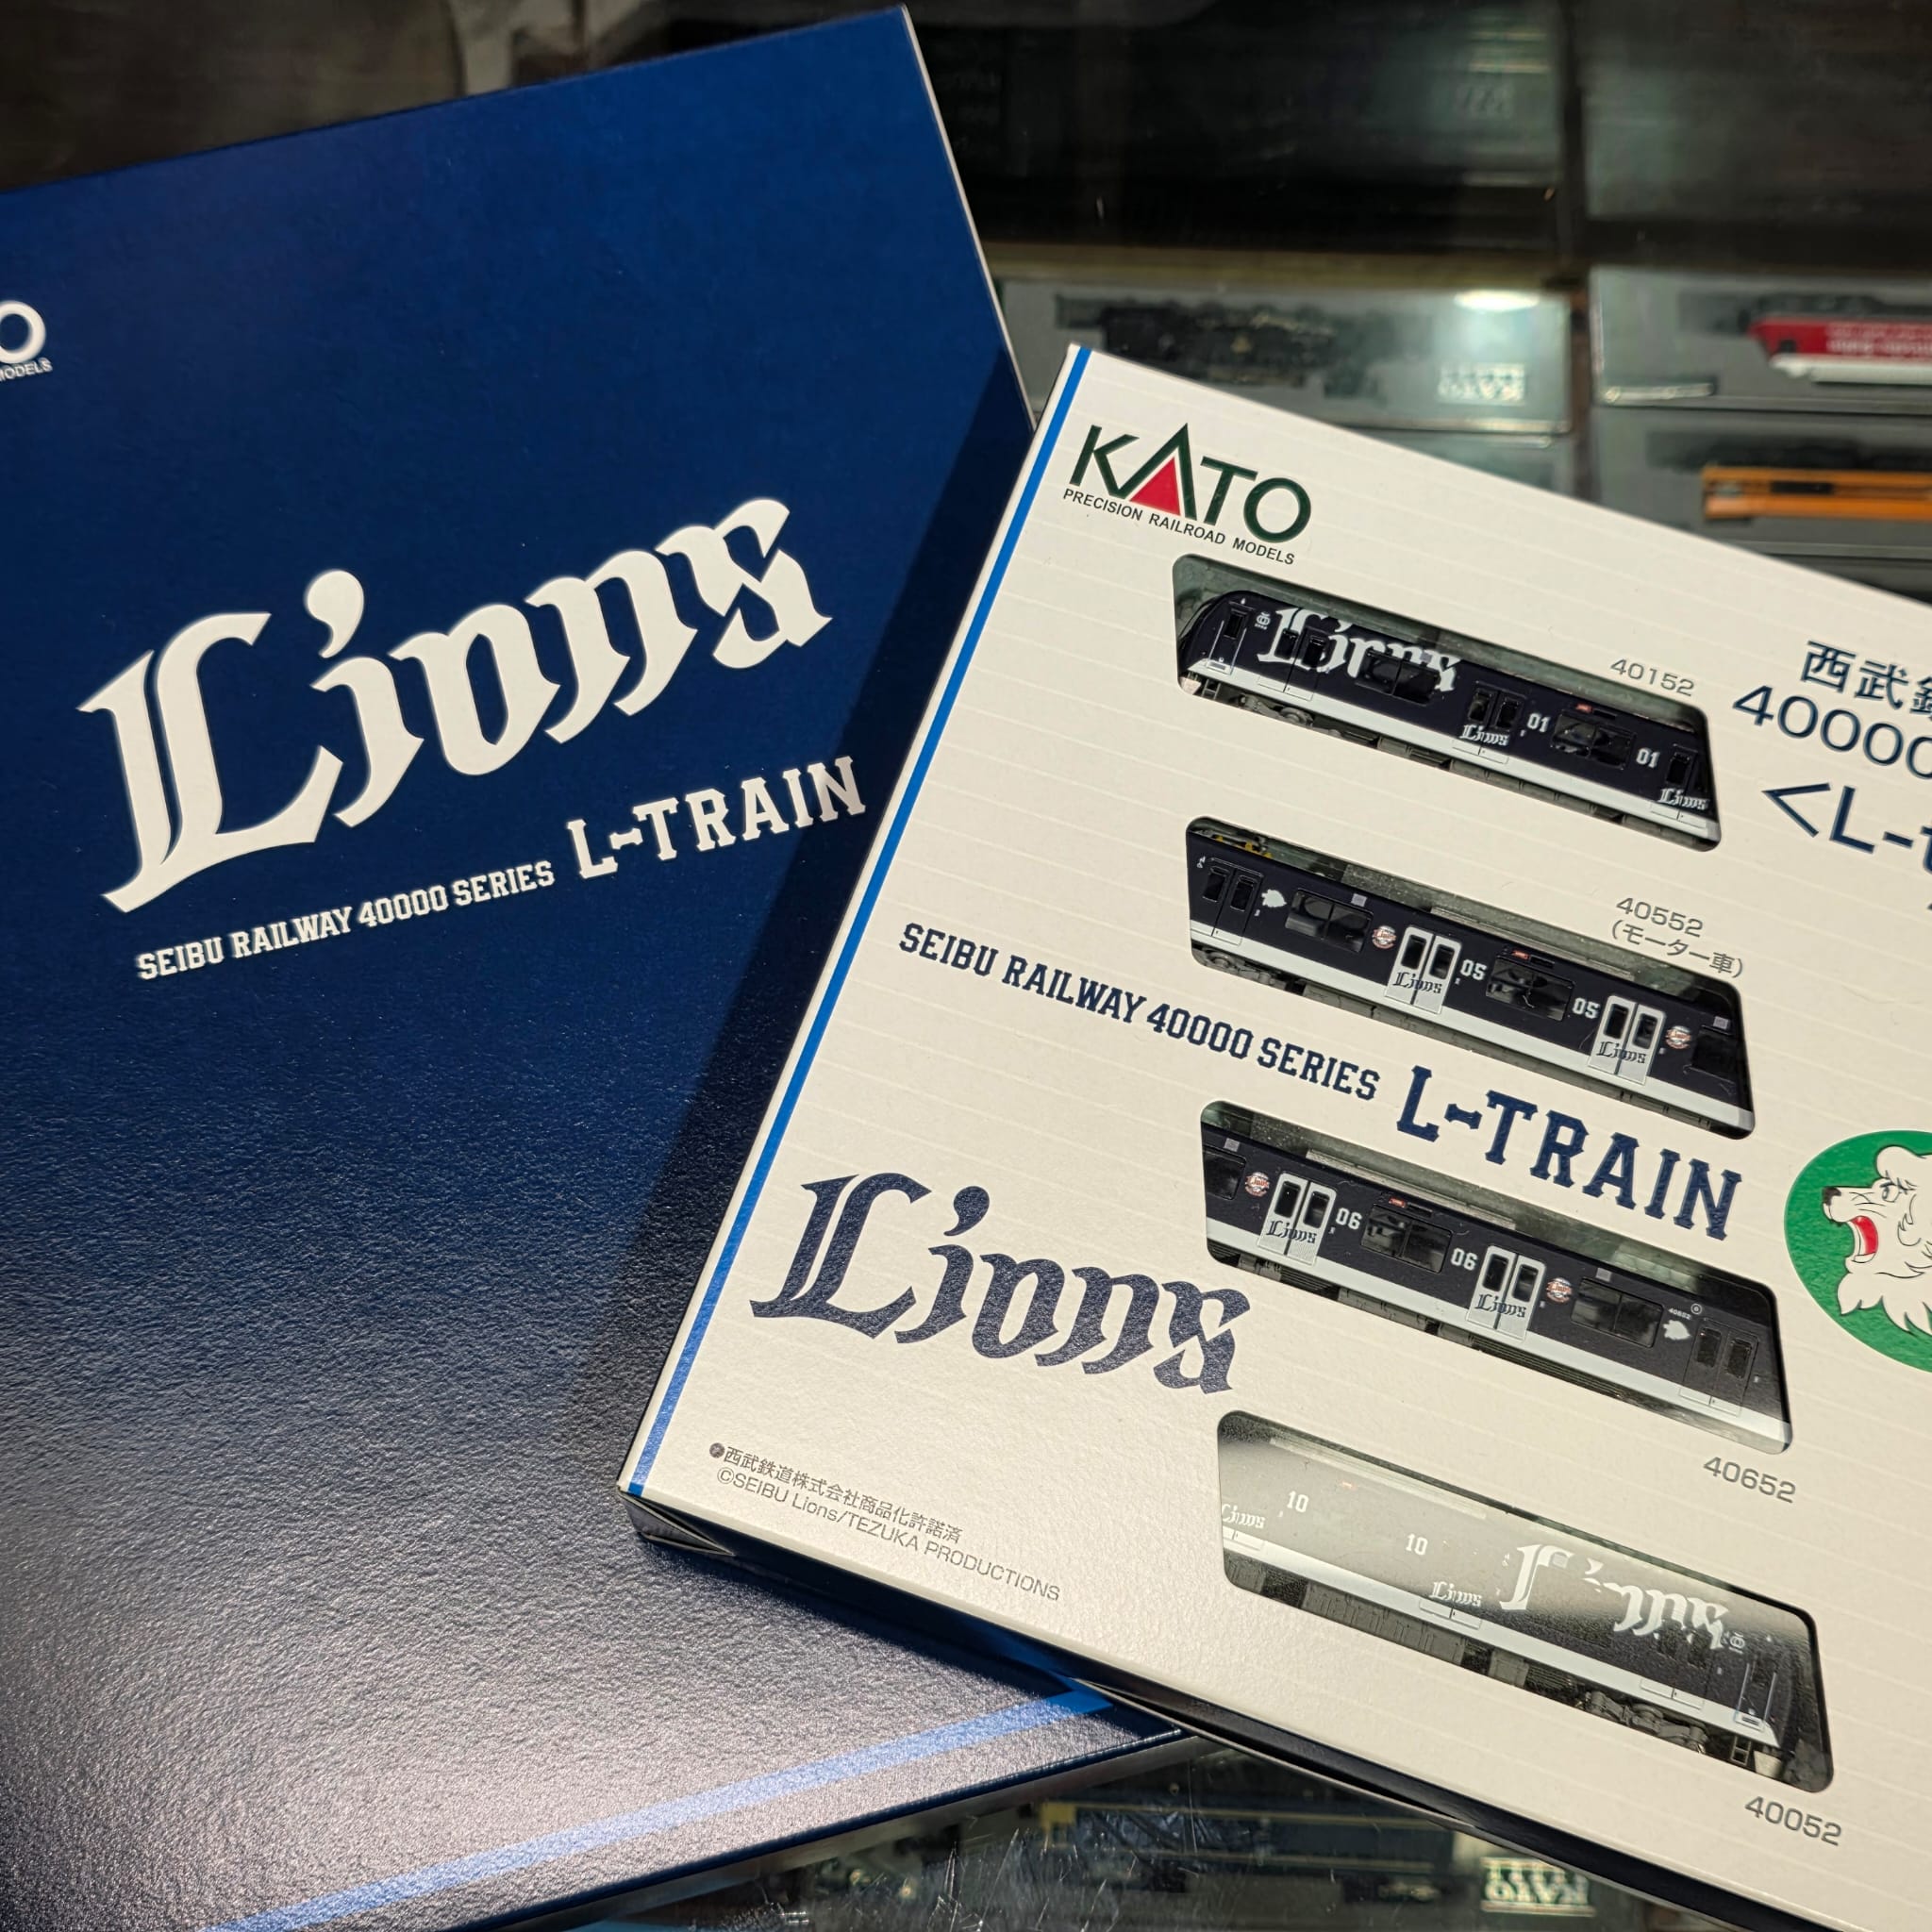 O
MODELS
Lions
SEIBU RAILWAY 40000 SERIES L-TRAIN
KATO
PRECISION RAILROAD MODELS
Lions
40152
01
01
Lions
Lions
西武鉄
40000
<L-t
40552
(モーター車)
05
Lions
05
Lions
SEIBU RAILWAY 40000 SERIES L-TRAIN
Lions
06
Lions
06
Lions
40652
Lions
10
10
Lions
Lions
40052
西武鉄道株式会社商品化許諾済
©SEIBU Lions/TEZUKA PRODUCTIONS
KATO